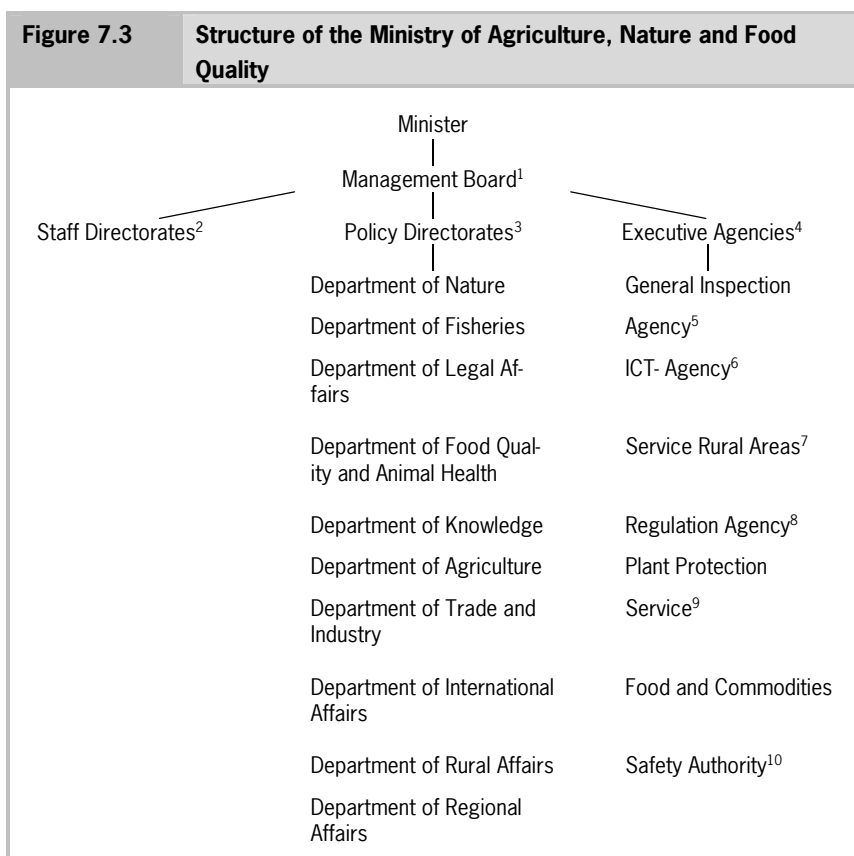 Figure 7.3 Structure of the Ministry of Agriculture, Nature and Food
Quality
Minister
Management Board¹
Staff Directorates² Policy Directorates³ Executive Agencies⁴
Department of Nature General Inspection
Department of Fisheries Agency⁵
Department of Legal Af- ICT- Agency⁶
fairs
Department of Food Qual- Service Rural Areas⁷
ity and Animal Health
Department of Knowledge Regulation Agency⁸
Department of Agriculture Plant Protection
Department of Trade and Service⁹
Industry
Department of International Food and Commodities
Affairs
Department of Rural Affairs Safety Authority¹⁰
Department of Regional
Affairs